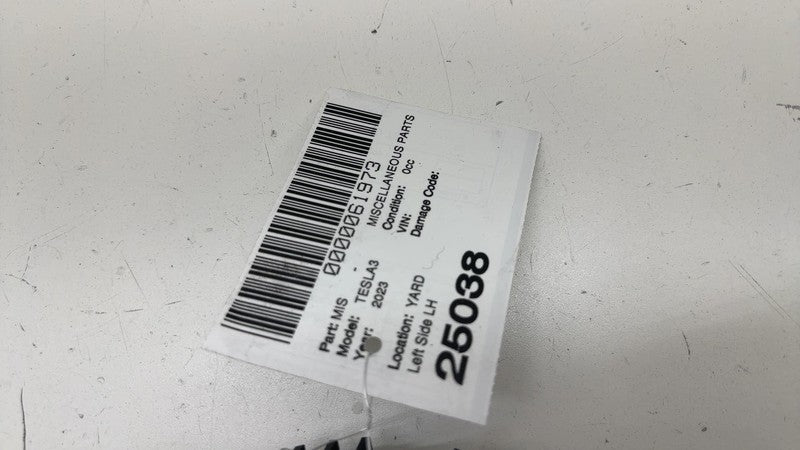 0000061973
Part: MIS - MISCELLANEOUS PARTS
Model: TESLA3 Condition: 0cc
Year: 2023 VIN:
Damage Code:
Location: YARD
Left Side LH
25038